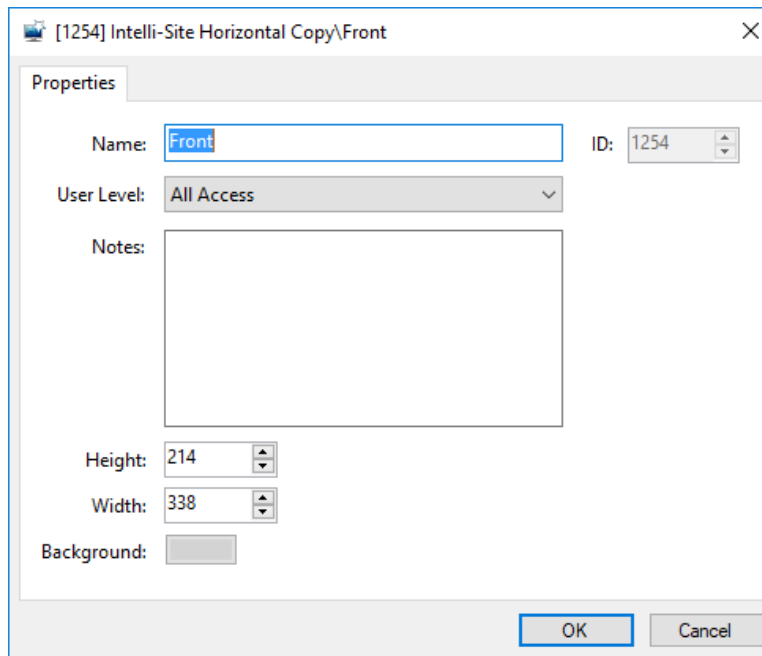 [1254] Intelli-Site Horizontal Copy\Front
Properties
Name: Front ID: 1254
User Level: All Access
Notes:
Height: 214
Width: 338
Background:
OK Cancel